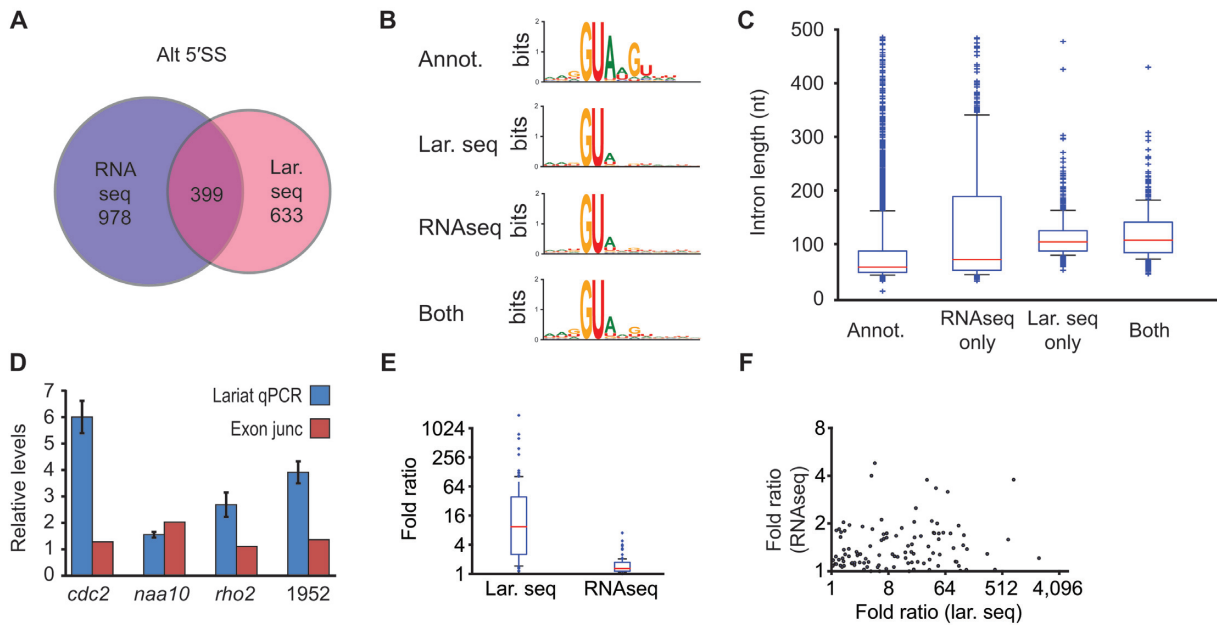 A
Alt 5′SS
RNA
seq
978
399
Lar.
seq
633
B
Annot.
bits
2
1
0
GUAAGU
Lar. seq
bits
2
1
0
GUA
RNAseq
bits
2
1
0
GUA
Both
bits
2
1
0
GUA G
C
Intron length (nt)
500
400
300
200
100
0
Annot.
RNAseq
only
Lar. seq
only
Both
D
Relative levels
7
6
5
4
3
2
1
0
Lariat qPCR
Exon junc
cdc2
naa10
rho2
1952
E
Fold ratio
1024
256
64
16
4
1
Lar. seq
RNAseq
F
Fold ratio
(RNAseq)
8
4
2
1
1
8
64
512
4,096
Fold ratio (lar. seq)